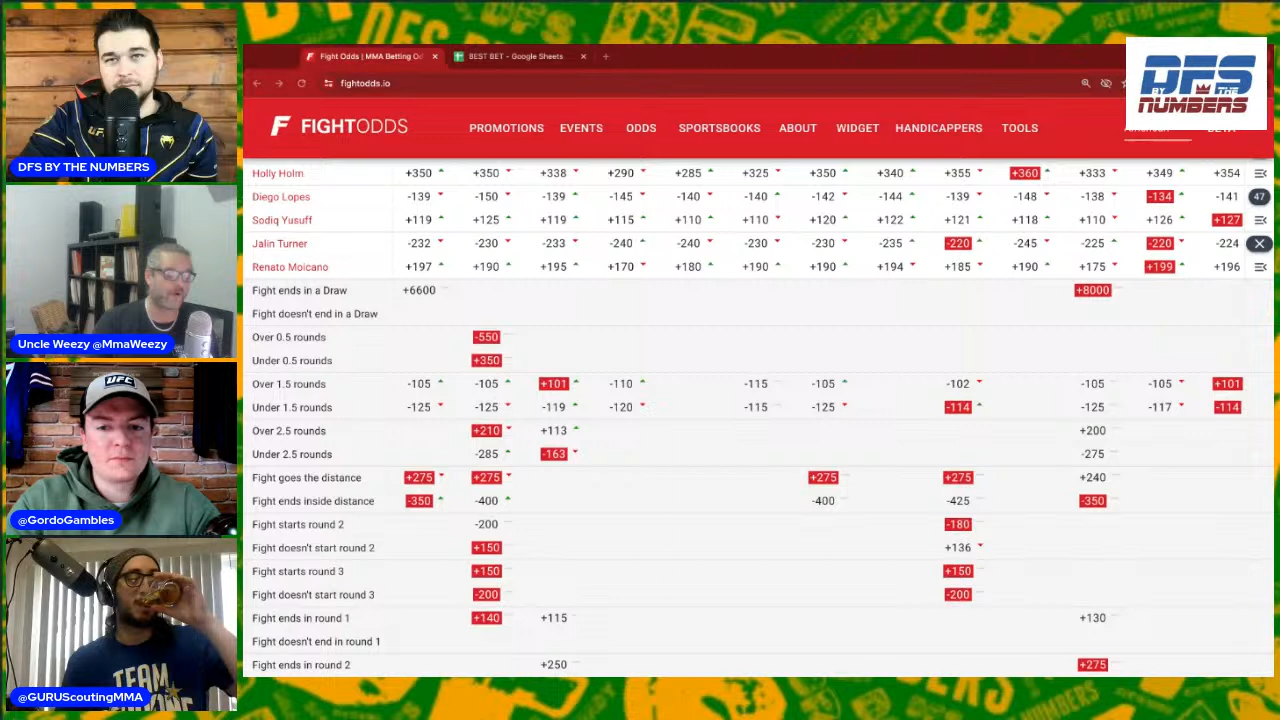 UF
DFS BY THE NUMBERS
Uncle Weezy @MmaWeezy
UFC
@GordoGambles
TEAM
@GURUScoutingMMA
Fight Odds | MMA Betting Od
BEST BET - Google Sheets
fightodds.io
DFS
BY THE
NUMBERS
FIGHTODDS
PROMOTIONS EVENTS ODDS SPORTSBOOKS ABOUT WIDGET HANDICAPPERS TOOLS
Holly Holm +350 +350 +338 +290 +285 +325 +350 +340 +355 +360 +333 +349 +354
Diego Lopes -139 -150 -139 -145 -140 -140 -142 -144 -139 -148 -138 -134 -141 47
Sodiq Yusuff +119 +125 +119 +115 +110 +110 +120 +122 +121 +118 +110 +126 +127
Jalin Turner -232 -230 -233 -240 -240 -230 -230 -235 -220 -245 -225 -220 -224
Renato Moicano +197 +190 +195 +170 +180 +190 +190 +194 +185 +190 +175 +199 +196
Fight ends in a Draw +6600 +8000
Fight doesn't end in a Draw
Over 0.5 rounds -550
Under 0.5 rounds +350
Over 1.5 rounds -105 -105 +101 -110 -115 -105 -102 -105 -105 +101
Under 1.5 rounds -125 -125 -119 -120 -115 -125 -114 -125 -117 -114
Over 2.5 rounds +210 +113 +200
Under 2.5 rounds -285 -163 -275
Fight goes the distance +275 +275 +275 +275 +240
Fight ends inside distance -350 -400 -400 -425 -350
Fight starts round 2 -200 -180
Fight doesn't start round 2 +150 +136
Fight starts round 3 +150 +150
Fight doesn't start round 3 -200 -200
Fight ends in round 1 +140 +115 +130
Fight doesn't end in round 1
Fight ends in round 2 +250 +275